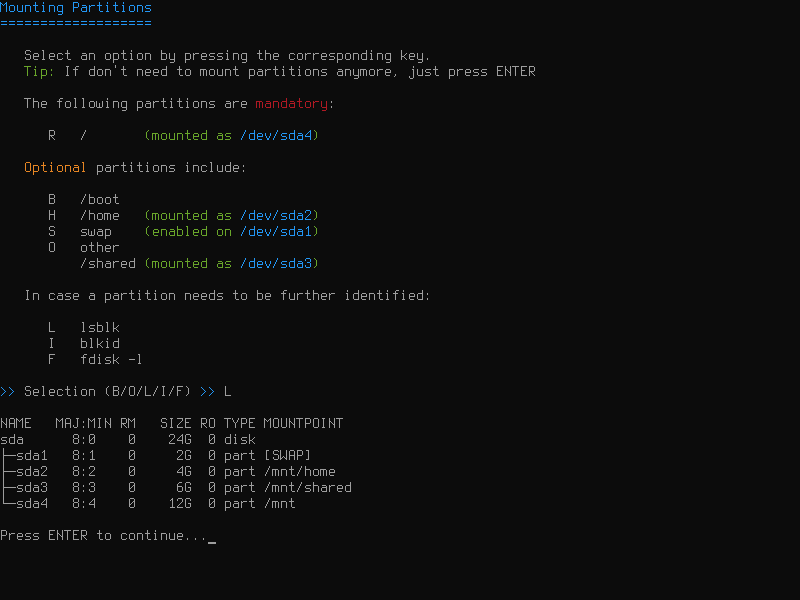 Mounting Partitions
===================
Select an option by pressing the corresponding key.
Tip: If don't need to mount partitions anymore, just press ENTER
The following partitions are mandatory:
R   /       (mounted as /dev/sda4)
Optional partitions include:
B   /boot
H   /home   (mounted as /dev/sda2)
S   swap    (enabled on /dev/sda1)
O   other
/shared (mounted as /dev/sda3)
In case a partition needs to be further identified:
L   lsblk
I   blkid
F   fdisk -l
>> Selection (B/O/L/I/F) >> L
NAME   MAJ:MIN RM   SIZE RO TYPE MOUNTPOINT
sda      8:0    0    24G  0 disk
├─sda1   8:1    0     2G  0 part [SWAP]
├─sda2   8:2    0     4G  0 part /mnt/home
├─sda3   8:3    0     6G  0 part /mnt/shared
└─sda4   8:4    0    12G  0 part /mnt
Press ENTER to continue..._